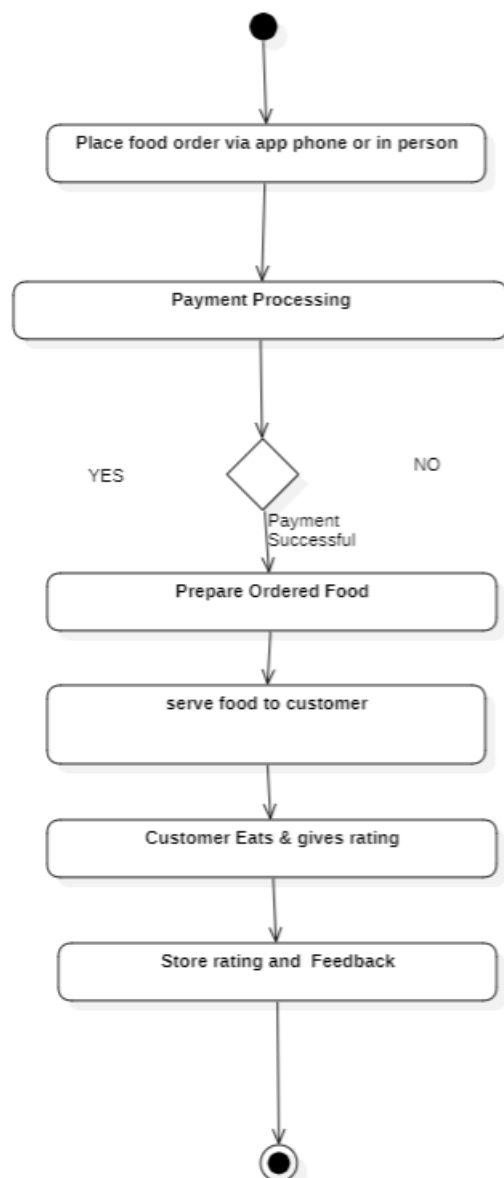 Place food order via app phone or in person
Payment Processing
YES
NO
Payment
Successful
Prepare Ordered Food
serve food to customer
Customer Eats & gives rating
Store rating and  Feedback